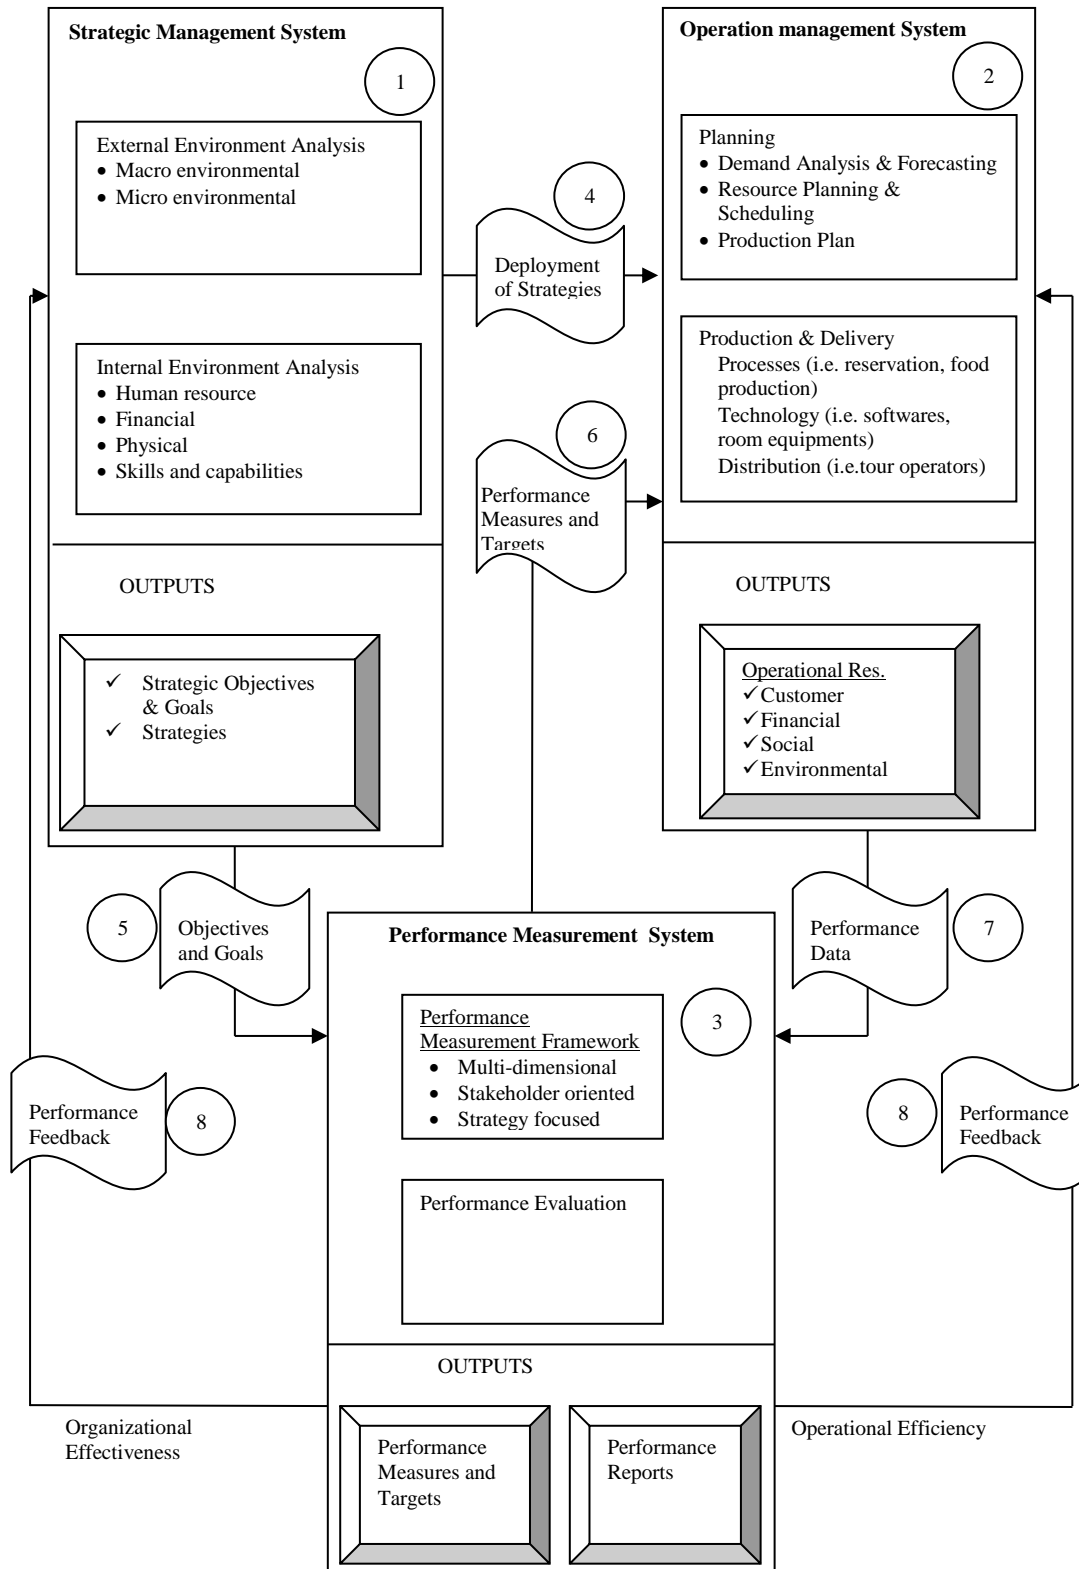 Strategic Management System
1
External Environment Analysis
• Macro environmental
• Micro environmental
Internal Environment Analysis
• Human resource
• Financial
• Physical
• Skills and capabilities
OUTPUTS
✓ Strategic Objectives
& Goals
✓ Strategies
4
Deployment
of Strategies
6
Performance
Measures and
Targets
Operation management System
2
Planning
• Demand Analysis & Forecasting
• Resource Planning &
Scheduling
• Production Plan
Production & Delivery
Processes (i.e. reservation, food
production)
Technology (i.e. softwares,
room equipments)
Distribution (i.e.tour operators)
OUTPUTS
Operational Res.
✓Customer
✓Financial
✓Social
✓Environmental
5
Objectives
and Goals
Performance
Data
7
Performance Measurement System
3
Performance
Measurement Framework
• Multi-dimensional
• Stakeholder oriented
• Strategy focused
Performance Evaluation
OUTPUTS
Performance
Measures and
Targets
Performance
Reports
Performance
Feedback
8
8
Performance
Feedback
Organizational
Effectiveness
Operational Efficiency